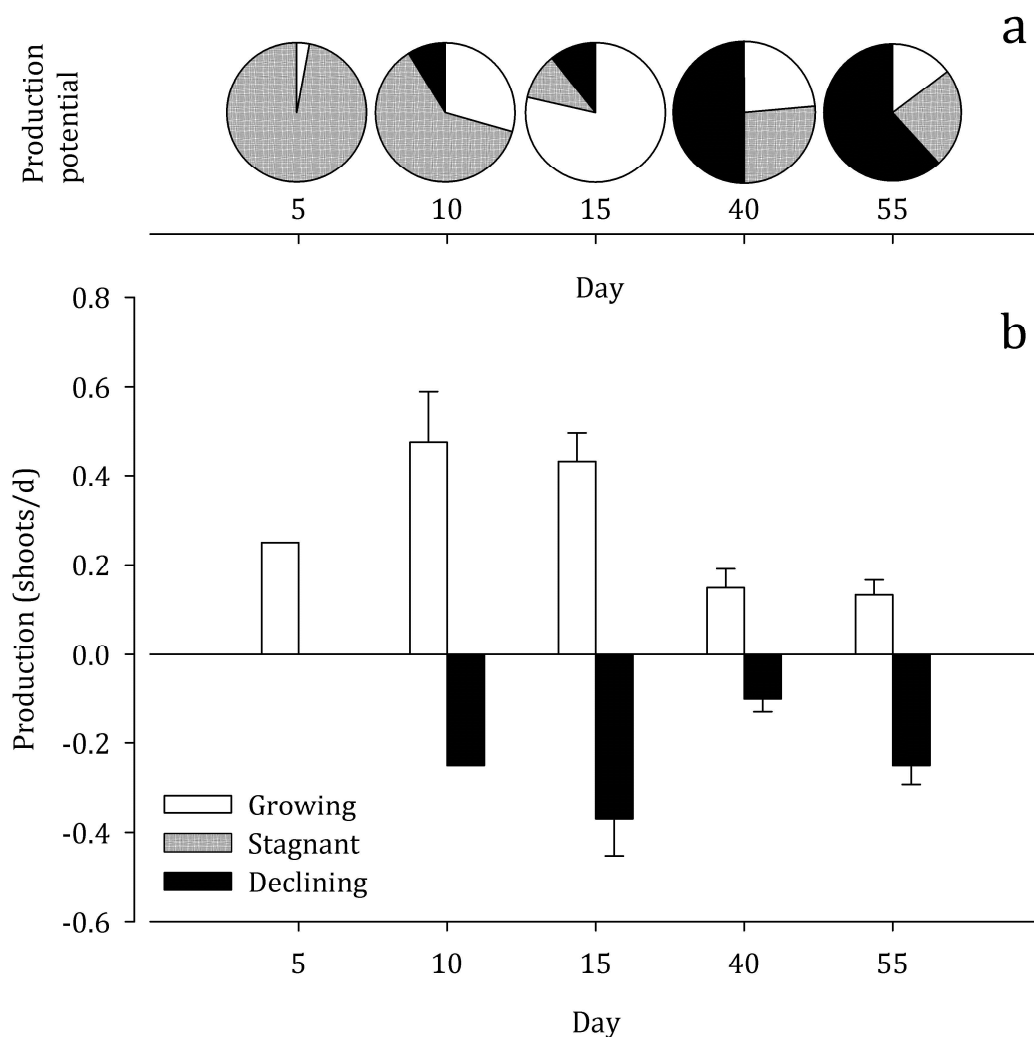 a
Production
potential
5 10 15 40 55
Day
b
0.8
0.6
0.4
0.2
0.0
-0.2
-0.4
-0.6
Production (shoots/d)
Growing
Stagnant
Declining
5 10 15 40 55
Day